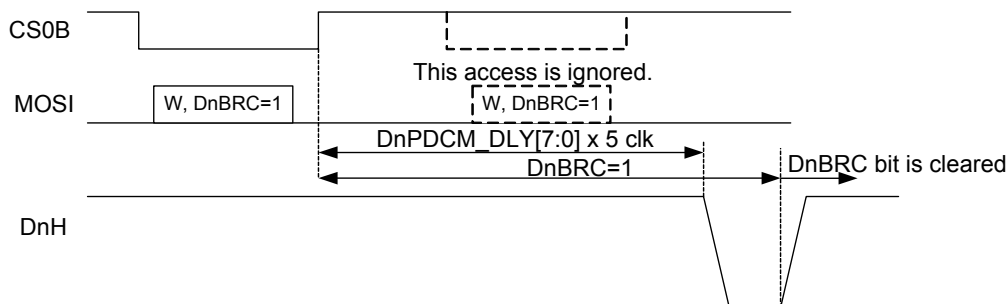 CS0B
This access is ignored.
MOSI
W, DnBRC=1
W, DnBRC=1
DnPDCM_DLY[7:0] x 5 clk
DnBRC=1
DnBRC bit is cleared
DnH